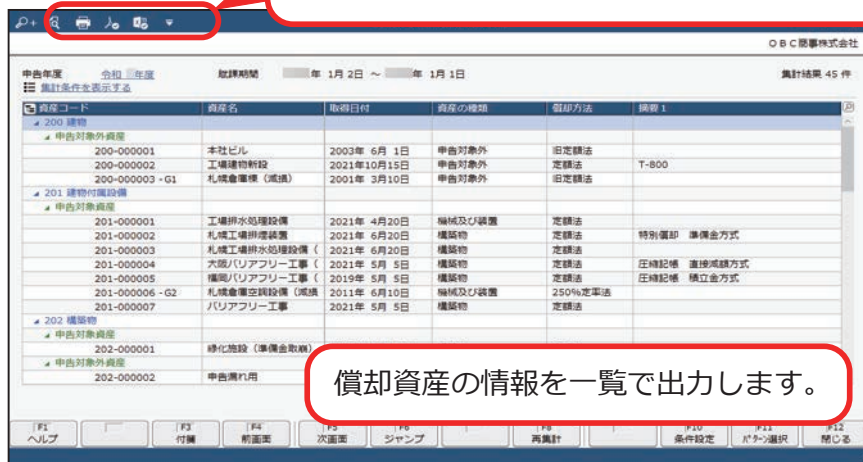 OBC商事株式会社
申告年度 令和 年度 賦課期間 年 1月 2日 ～ 年 1月 1日 集計結果 45 件
集計条件を表示する
資産コード 資産名 取得日付 資産の種類 償却方法 摘要1
200 建物
申告対象外資産
200-000001 本社ビル 2003年 6月 1日 申告対象外 旧定額法
200-000002 工場建物新設 2021年10月15日 申告対象外 定額法 T-800
200-000003 -G1 札幌倉庫棟（減損） 2001年 3月10日 申告対象外 旧定額法
201 建物付属設備
申告対象資産
201-000001 工場排水処理設備 2021年 4月20日 機械及び装置 定額法
201-000002 札幌工場排煙装置 2021年 6月20日 構築物 定額法 特別償却 準備金方式
201-000003 札幌工場排水処理設備（ 2021年 6月20日 構築物 定額法
201-000004 大阪バリアフリー工事（ 2021年 5月 5日 構築物 定額法 圧縮記帳 直接減額方式
201-000005 福岡バリアフリー工事（ 2019年 5月 5日 構築物 定額法 圧縮記帳 積立金方式
201-000006 -G2 札幌倉庫空調設備（減損 2011年 6月10日 機械及び装置 250%定率法
201-000007 バリアフリー工事 2021年 5月 5日 構築物 定額法
202 構築物
申告対象資産
202-000001 緑化施設（準備金取崩）
申告対象外資産
202-000002 申告漏れ用
償却資産の情報を一覧で出力します。
F1 F3 F4 F5 F6 F8 F10 F11 F12
ヘルプ 付箋 前画面 次画面 ジャンプ 再集計 条件設定 パターン選択 閉じる